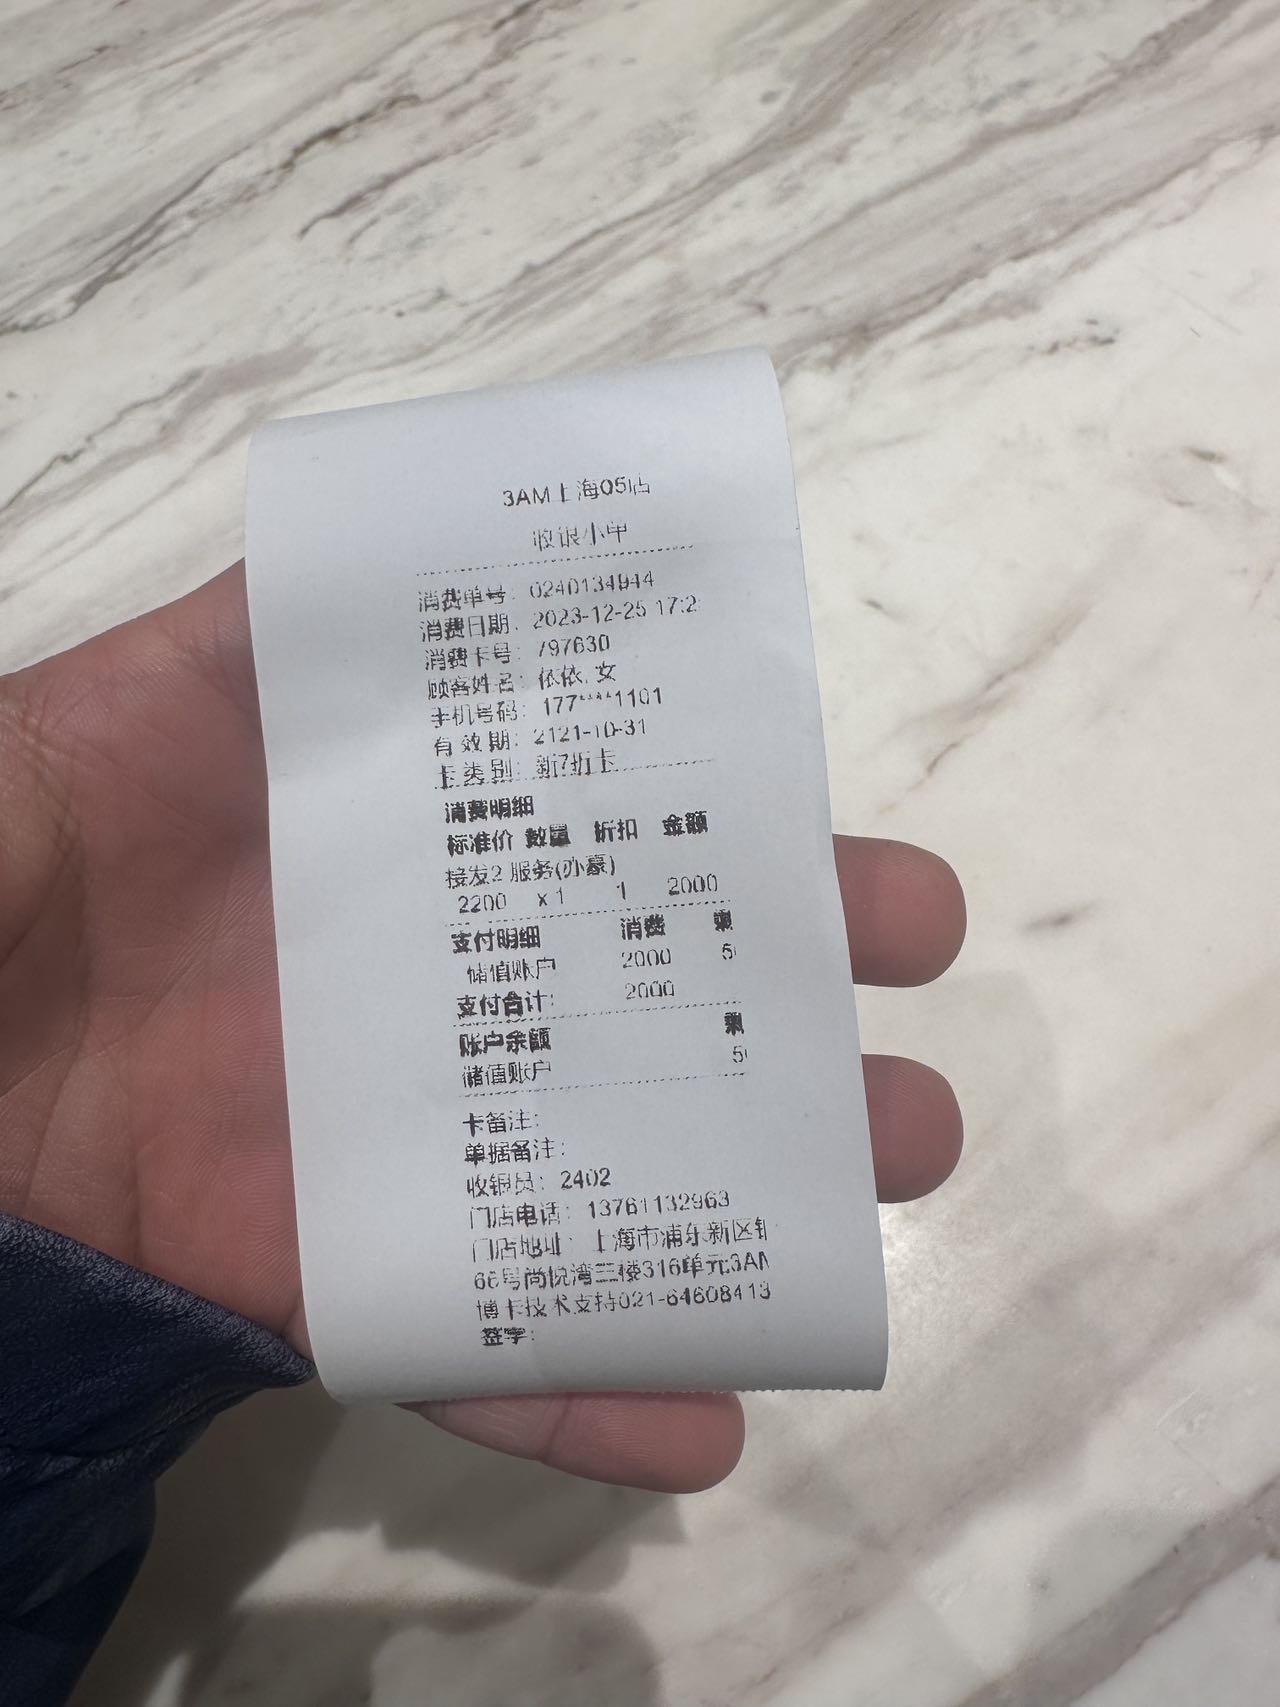 3AM上海05店
收银小单
消费单号: 0240134944
消费日期: 2023-12-25 17:2
消费卡号: 797630
顾客姓名: 依依,女
手机号码: 177****1101
有 效 期: 2121-10-31
卡 类 别: 新7折卡
消费明细
标准价 数量 折扣 金额
接发2 服务(办豪)
2200 x 1 1 2000
支付明细 消费 剩
储值账户 2000 5
支付合计: 2000
账户余额 剩
储值账户 5
卡备注:
单据备注:
收银员: 2402
门店电话: 13761132963
门店地址: 上海市浦东新区
66号尚悦湾三楼316单元3AM
博卡技术支持021-64608413
签字: